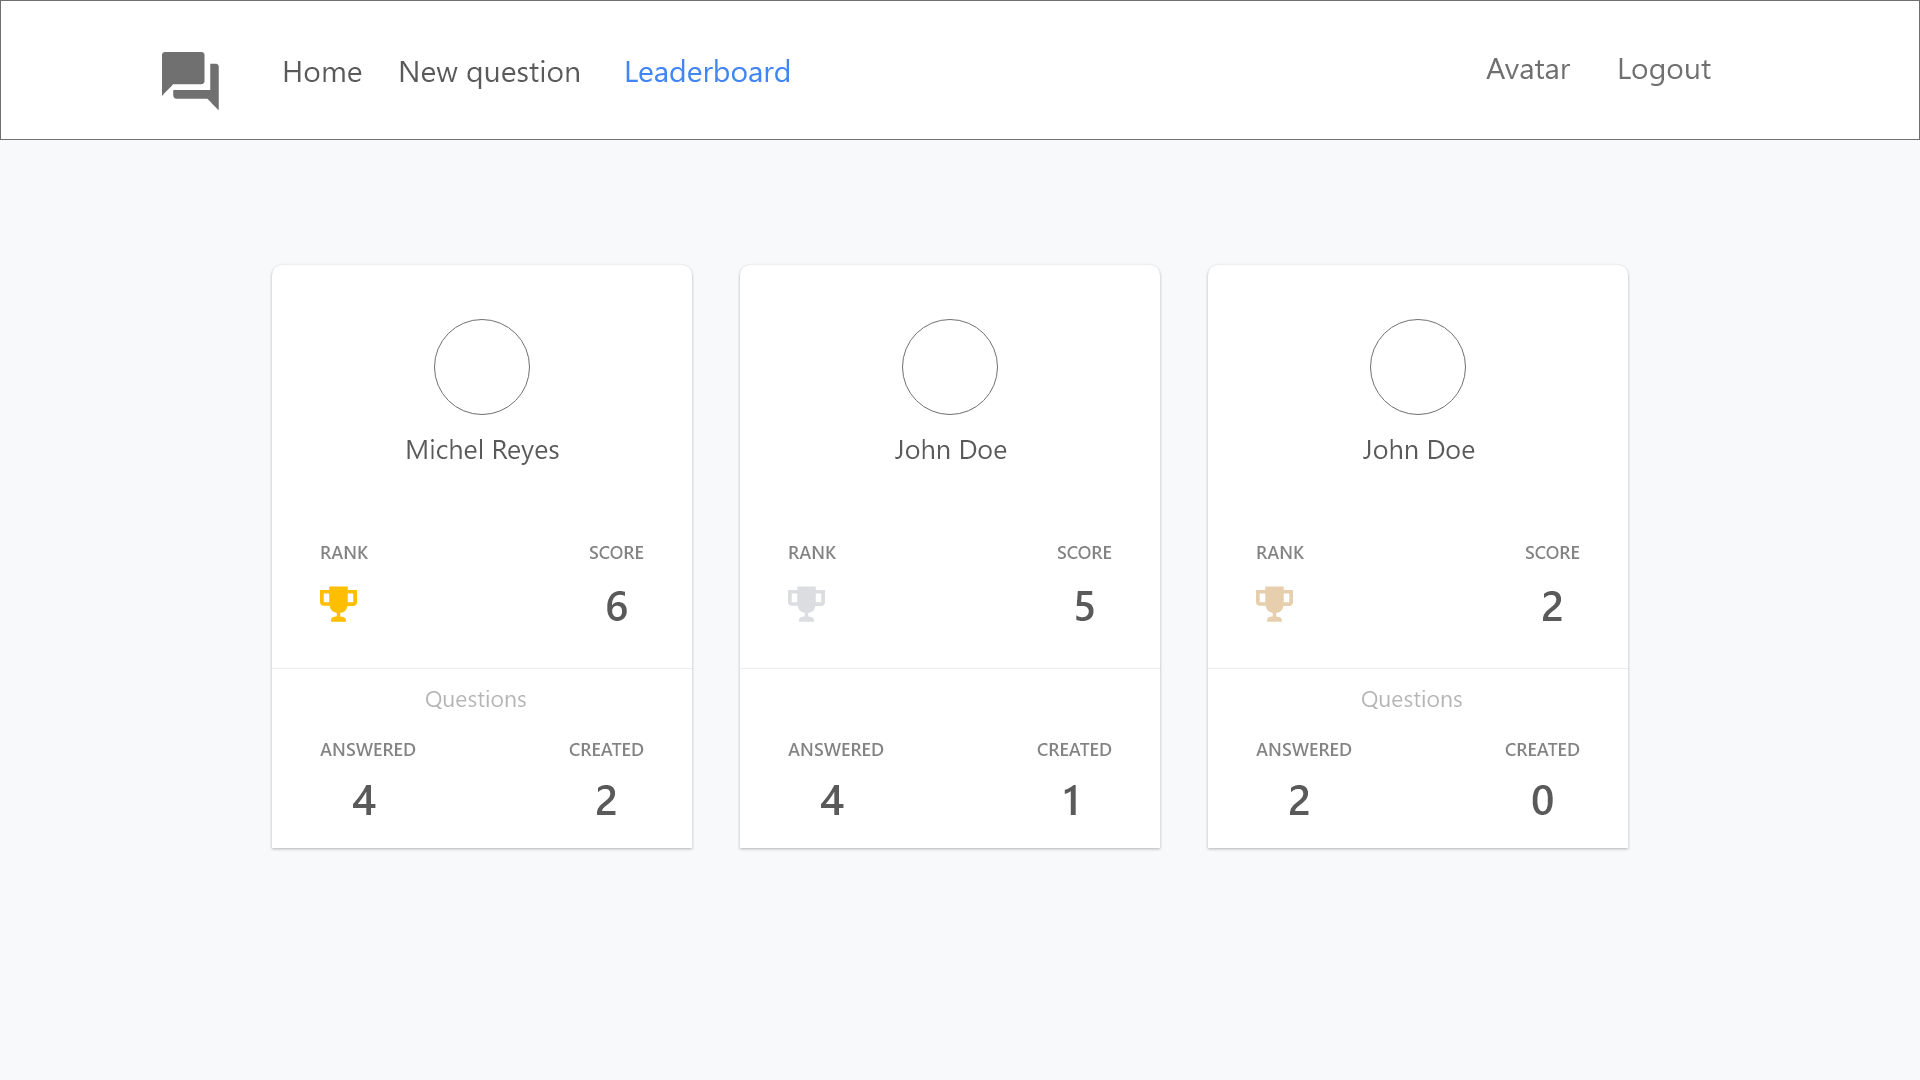 Home New question Leaderboard Avatar Logout
Michel Reyes
RANK SCORE
6
Questions
ANSWERED CREATED
4 2
John Doe
RANK SCORE
5
ANSWERED CREATED
4 1
John Doe
RANK SCORE
2
Questions
ANSWERED CREATED
2 0